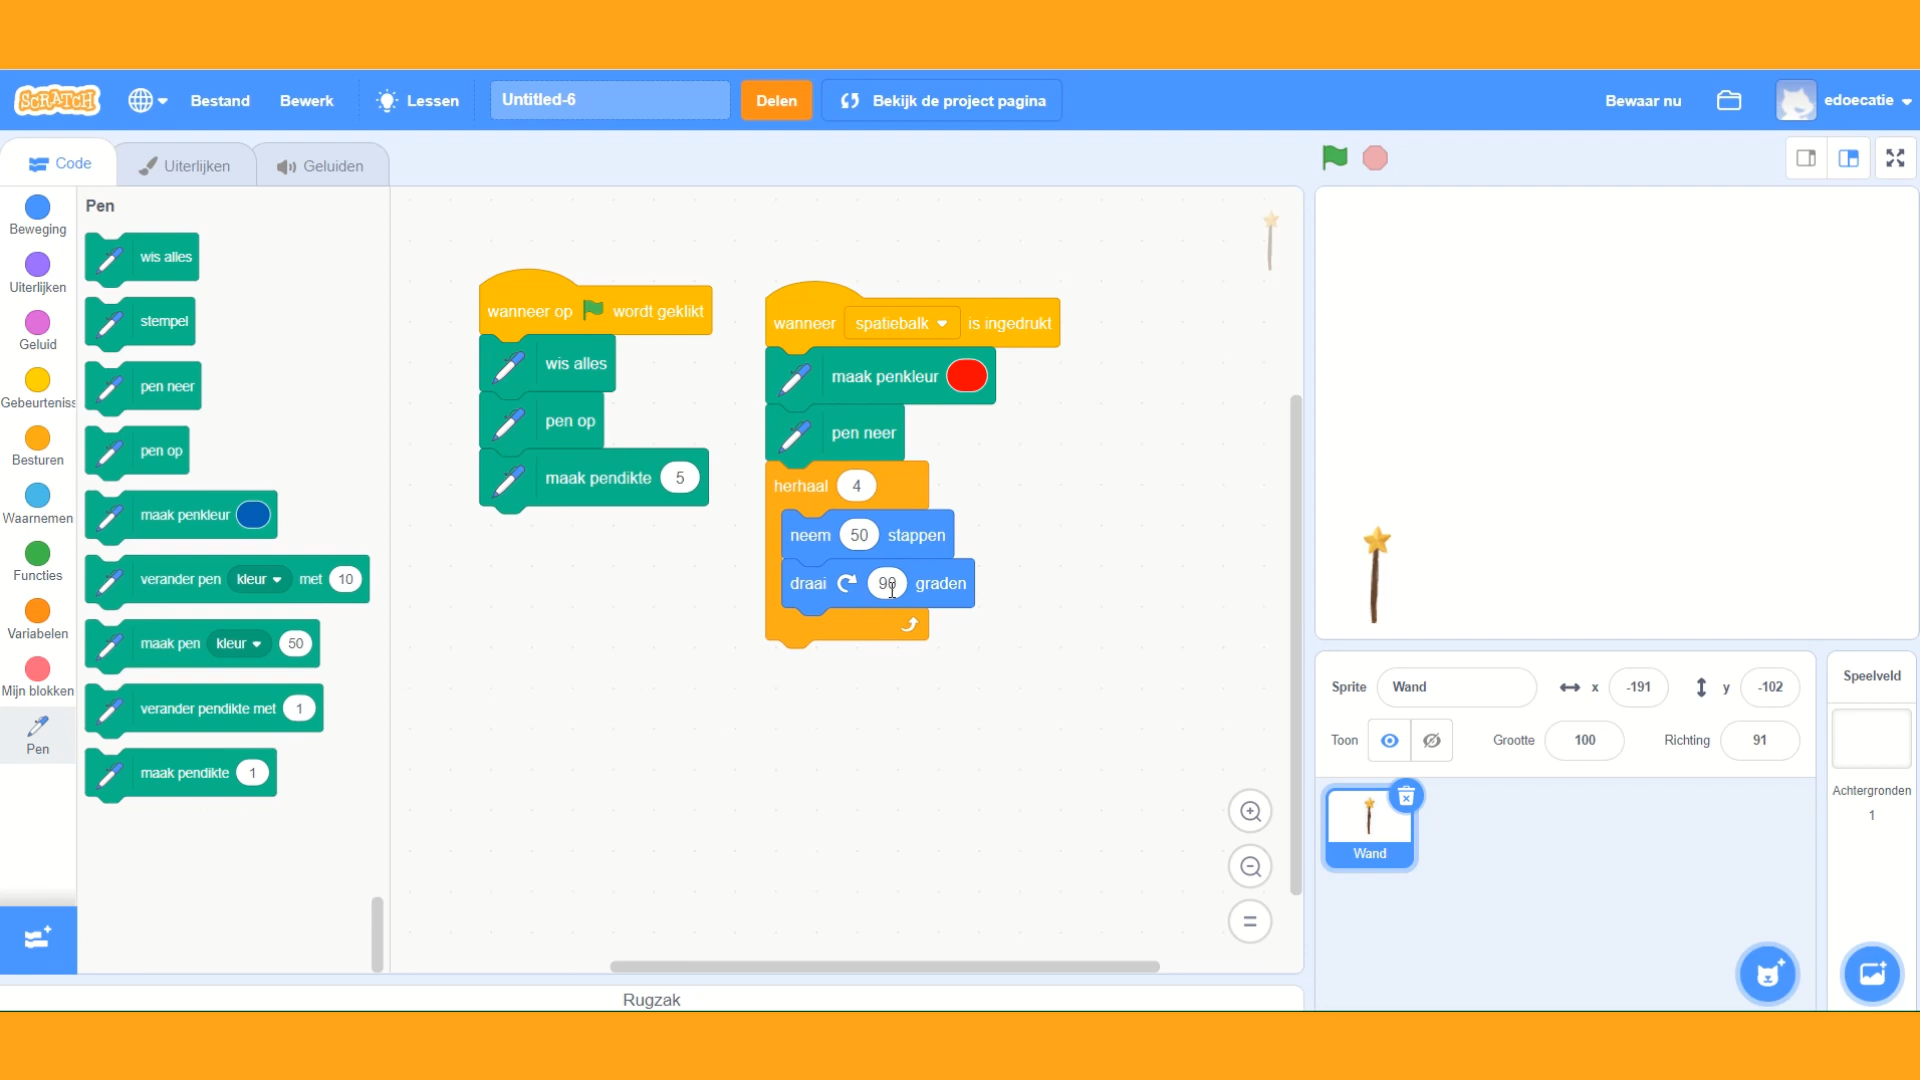 SCRATCH
Bestand
Bewerk
Lessen
Untitled-6
Delen
Bekijk de project pagina
Bewaar nu
edoecatie
Code
Uiterlijken
Geluiden
Beweging
Uiterlijken
Geluid
Gebeurteniss
Besturen
Waarnemen
Functies
Variabelen
Mijn blokken
Pen
Pen
wis alles
stempel
pen neer
pen op
maak penkleur
verander pen kleur met 10
maak pen kleur 50
verander pendikte met 1
maak pendikte 1
wanneer op wordt geklikt
wis alles
pen op
maak pendikte 5
wanneer spatiebalk is ingedrukt
maak penkleur
pen neer
herhaal 4
neem 50 stappen
draai 90 graden
Rugzak
Sprite Wand x -191 y -102
Toon Grootte 100 Richting 91
Wand
Speelveld
Achtergronden
1